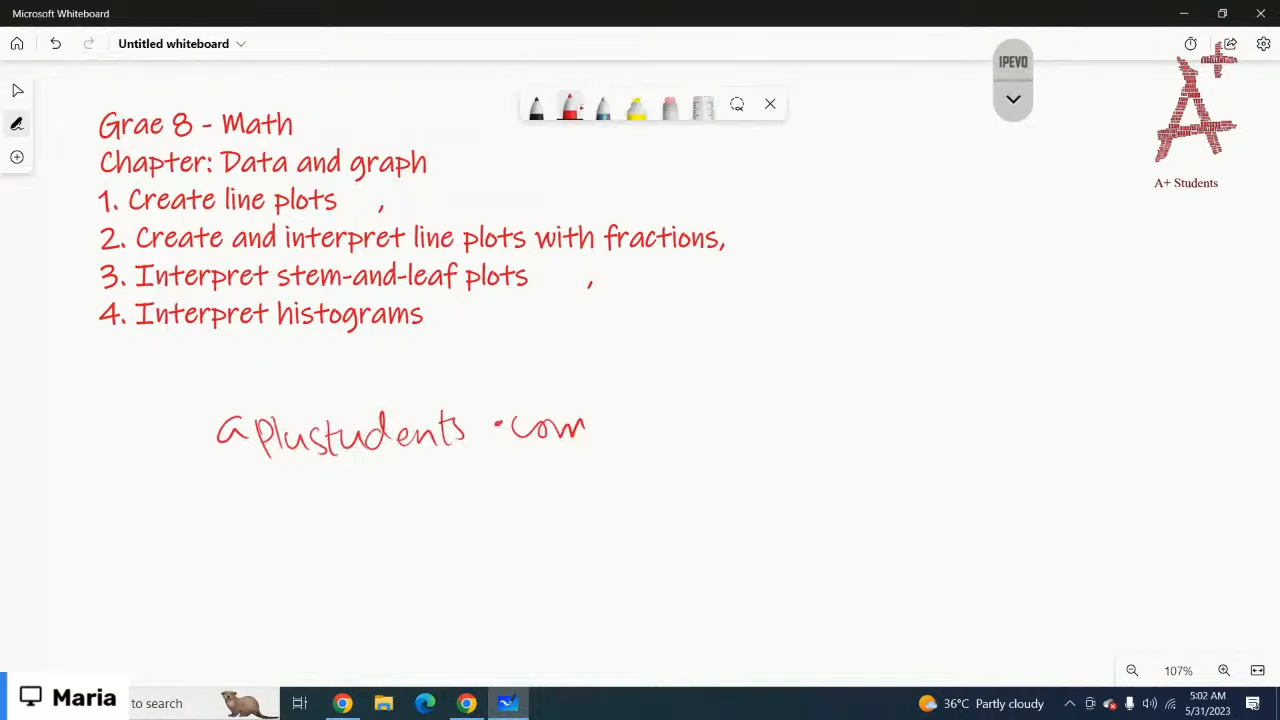 Microsoft Whiteboard
Untitled whiteboard
IPEVO
Grae 8 - Math
Chapter: Data and graph
1. Create line plots ,
2. Create and interpret line plots with fractions,
3. Interpret stem-and-leaf plots ,
4. Interpret histograms
A+ Students
aplustudents .com
107%
Maria
to search
36°C Partly cloudy
5:02 AM
5/31/2023